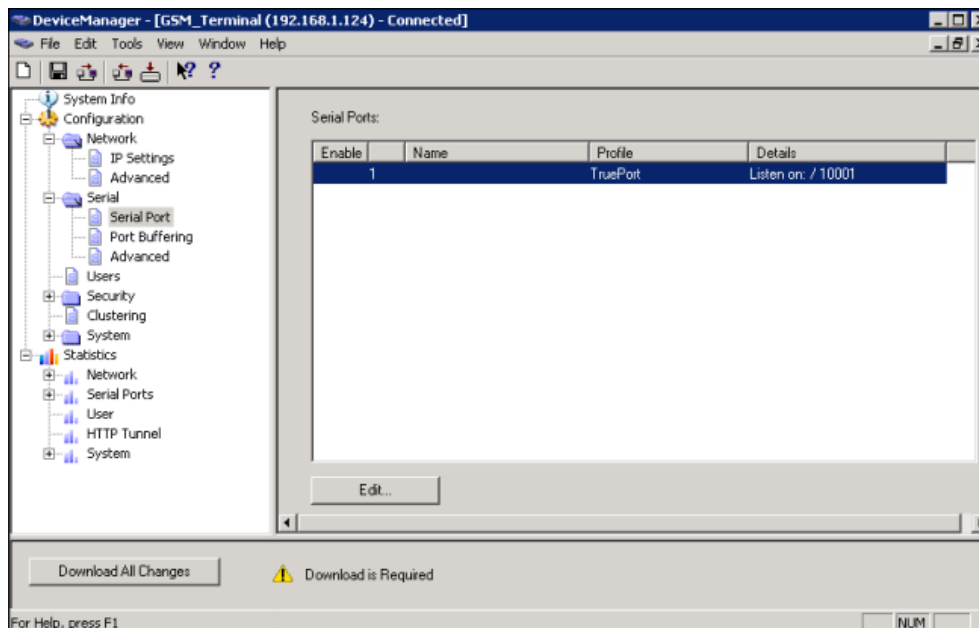 DeviceManager - [GSM_Terminal (192.168.1.124) - Connected]
File Edit Tools View Window Help
System Info
Configuration
Network
IP Settings
Advanced
Serial
Serial Port
Port Buffering
Advanced
Users
Security
Clustering
System
Statistics
Network
Serial Ports
User
HTTP Tunnel
System
Serial Ports:
Enable Name Profile Details
1 TruePort Listen on: / 10001
Edit...
Download All Changes
Download is Required
For Help, press F1
NUM